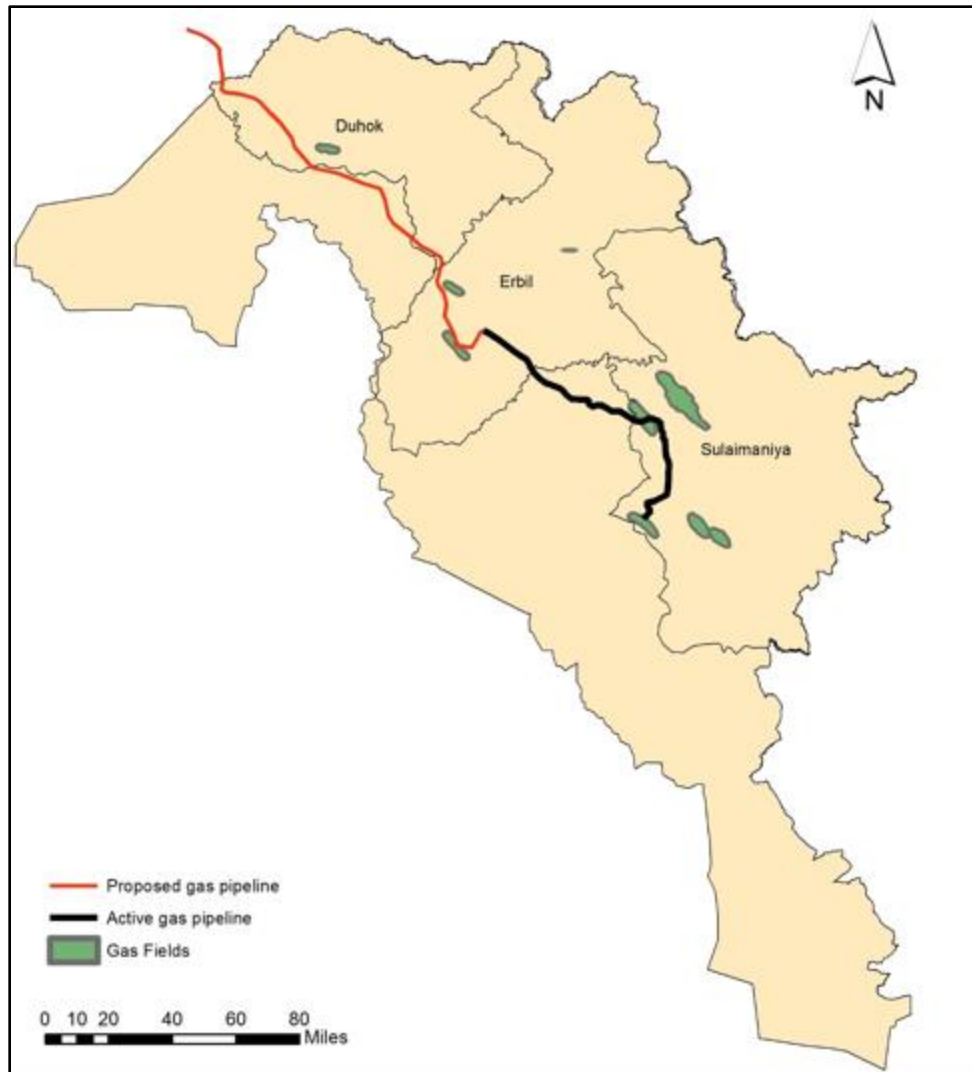 N
Duhok
Erbil
Sulaimaniya
Proposed gas pipeline
Active gas pipeline
Gas Fields
0 10 20 40 60 80
Miles